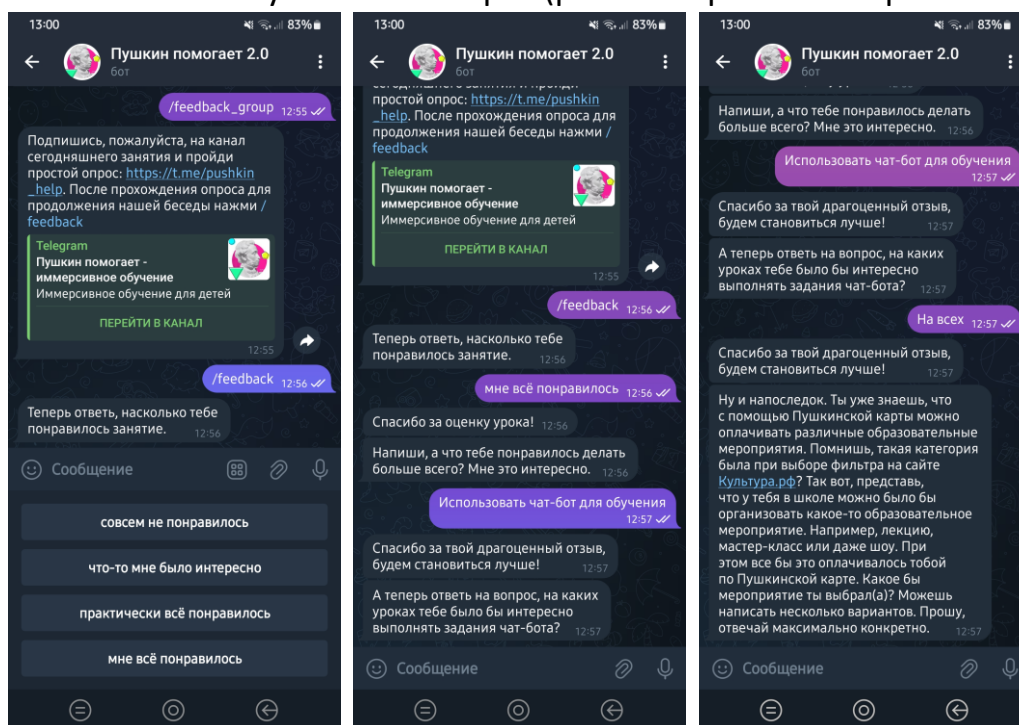 13:00
83%
Пушкин помогает 2.0
бот
/feedback_group 12:55
Подпишись, пожалуйста, на канал
сегодняшнего занятия и пройди
простой опрос: https://t.me/pushkin
_help. После прохождения опроса для
продолжения нашей беседы нажми /
feedback
Telegram
Пушкин помогает -
иммерсивное обучение
Иммерсивное обучение для детей
ПЕРЕЙТИ В КАНАЛ
12:55
/feedback 12:56
Теперь ответь, насколько тебе
понравилось занятие. 12:56
Сообщение
совсем не понравилось
что-то мне было интересно
практически всё понравилось
мне всё понравилось
13:00
83%
Пушкин помогает 2.0
бот
сегодняшнего занятия и пройди
простой опрос: https://t.me/pushkin
_help. После прохождения опроса для
продолжения нашей беседы нажми /
feedback
Telegram
Пушкин помогает -
иммерсивное обучение
Иммерсивное обучение для детей
ПЕРЕЙТИ В КАНАЛ
12:55
/feedback 12:56
Теперь ответь, насколько тебе
понравилось занятие. 12:56
мне всё понравилось 12:56
Спасибо за оценку урока! 12:56
Напиши, а что тебе понравилось делать
больше всего? Мне это интересно. 12:56
Использовать чат-бот для обучения
12:57
Спасибо за твой драгоценный отзыв,
будем становиться лучше! 12:57
А теперь ответь на вопрос, на каких
уроках тебе было бы интересно
выполнять задания чат-бота? 12:57
Сообщение
13:00
83%
Пушкин помогает 2.0
бот
Напиши, а что тебе понравилось делать
больше всего? Мне это интересно. 12:56
Использовать чат-бот для обучения
12:57
Спасибо за твой драгоценный отзыв,
будем становиться лучше! 12:57
А теперь ответь на вопрос, на каких
уроках тебе было бы интересно
выполнять задания чат-бота? 12:57
На всех 12:57
Спасибо за твой драгоценный отзыв,
будем становиться лучше! 12:57
Ну и напоследок. Ты уже знаешь, что
с помощью Пушкинской карты можно
оплачивать различные образовательные
мероприятия. Помнишь, такая категория
была при выборе фильтра на сайте
Культура.рф? Так вот, представь,
что у тебя в школе можно было бы
организовать какое-то образовательное
мероприятие. Например, лекцию,
мастер-класс или даже шоу. При
этом все бы это оплачивалось тобой
по Пушкинской карте. Какое бы
мероприятие ты выбрал(а)? Можешь
написать несколько вариантов. Прошу,
отвечай максимально конкретно. 12:57
Сообщение